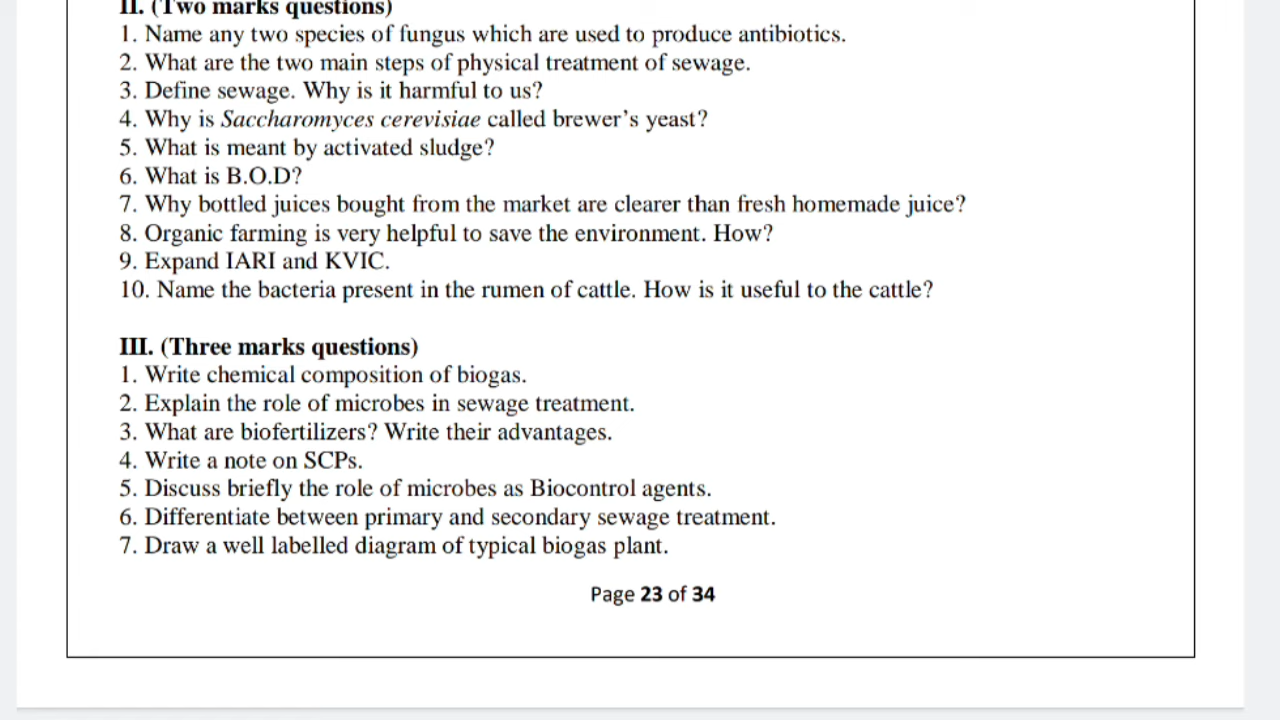 II. (Two marks questions)
1. Name any two species of fungus which are used to produce antibiotics.
2. What are the two main steps of physical treatment of sewage.
3. Define sewage. Why is it harmful to us?
4. Why is Saccharomyces cerevisiae called brewer's yeast?
5. What is meant by activated sludge?
6. What is B.O.D?
7. Why bottled juices bought from the market are clearer than fresh homemade juice?
8. Organic farming is very helpful to save the environment. How?
9. Expand IARI and KVIC.
10. Name the bacteria present in the rumen of cattle. How is it useful to the cattle?
III. (Three marks questions)
1. Write chemical composition of biogas.
2. Explain the role of microbes in sewage treatment.
3. What are biofertilizers? Write their advantages.
4. Write a note on SCPs.
5. Discuss briefly the role of microbes as Biocontrol agents.
6. Differentiate between primary and secondary sewage treatment.
7. Draw a well labelled diagram of typical biogas plant.
Page 23 of 34